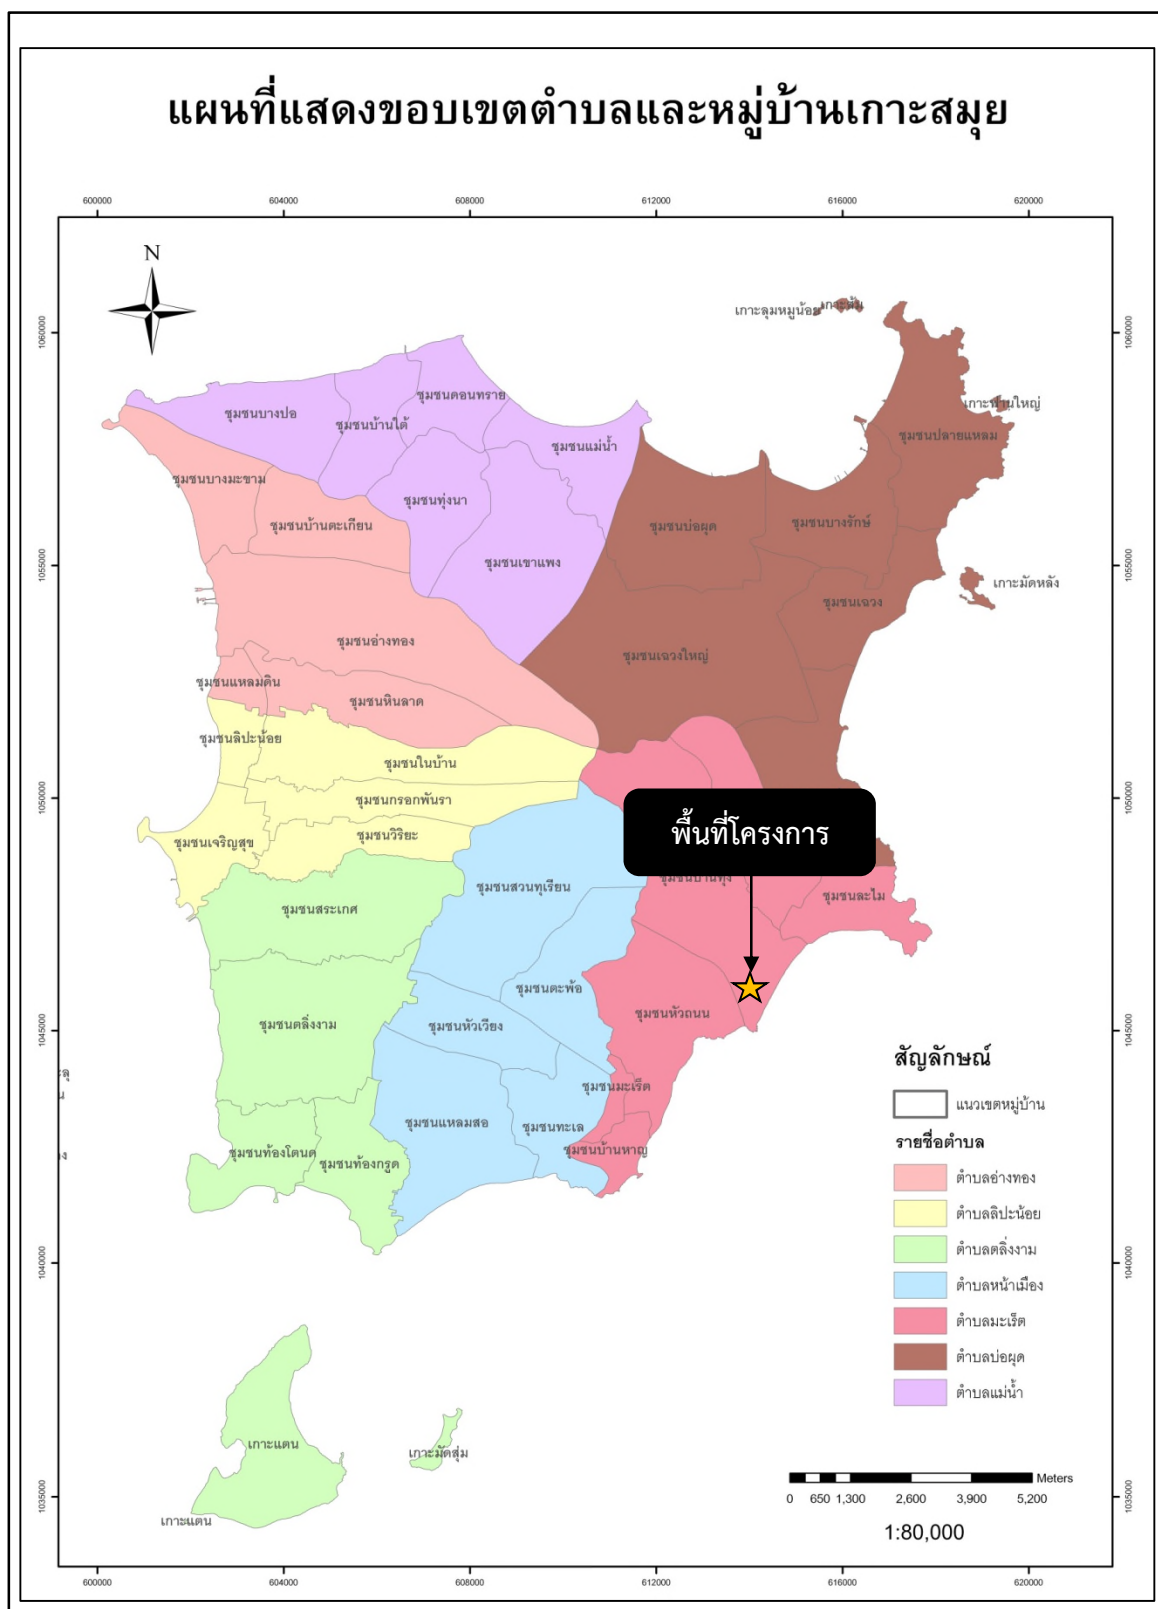 แผนที่แสดงขอบเขตตำบลและหมู่บ้านเกาะสมุย
600000 604000 608000 612000 616000 620000
N
1060000
1060000
เกาะส้ม
เกาะลุมหมูน้อย
เกาะฟานใหญ่
ชุมชนดอนทราย
ชุมชนบางปอ
ชุมชนบ้านใต้
ชุมชนแม่น้ำ
ชุมชนปลายแหลม
ชุมชนบางมะขาม
ชุมชนทุ่งนา
ชุมชนบ้านตะเกียน
ชุมชนบ่อผุด
ชุมชนบางรักษ์
ชุมชนเขาแพง
1055000
1055000
เกาะมัดหลัง
ชุมชนเฉวง
ชุมชนอ่างทอง
ชุมชนเฉวงใหญ่
ชุมชนแหลมดิน
ชุมชนหินลาด
ชุมชนลิปะน้อย
ชุมชนในบ้าน
1050000
1050000
ชุมชนกรอกพันรา
ชุมชนวิริยะ
ชุมชนเจริญสุข
พื้นที่โครงการ
ชุมชนบ้านทุ่ง
ชุมชนสวนทุเรียน
ชุมชนละไม
ชุมชนสระเกศ
ชุมชนตะพ้อ
ชุมชนหัวถนน
ชุมชนตลิ่งงาม
ชุมชนหัวเวียง
1045000
1045000
ชุมชนมะเร็ต
ชุมชนแหลมสอ
ชุมชนทะเล
ชุมชนบ้านหาญ
ชุมชนท้องโตนด
ชุมชนท้องกรูด
สัญลักษณ์
แนวเขตหมู่บ้าน
รายชื่อตำบล
ตำบลอ่างทอง
ตำบลลิปะน้อย
ตำบลตลิ่งงาม
ตำบลหน้าเมือง
ตำบลมะเร็ต
ตำบลบ่อผุด
ตำบลแม่น้ำ
1040000
1040000
เกาะแตน
เกาะมัดสุ่ม
เกาะแตน
1035000
1035000
Meters
0 650 1,300 2,600 3,900 5,200
1:80,000
600000 604000 608000 612000 616000 620000